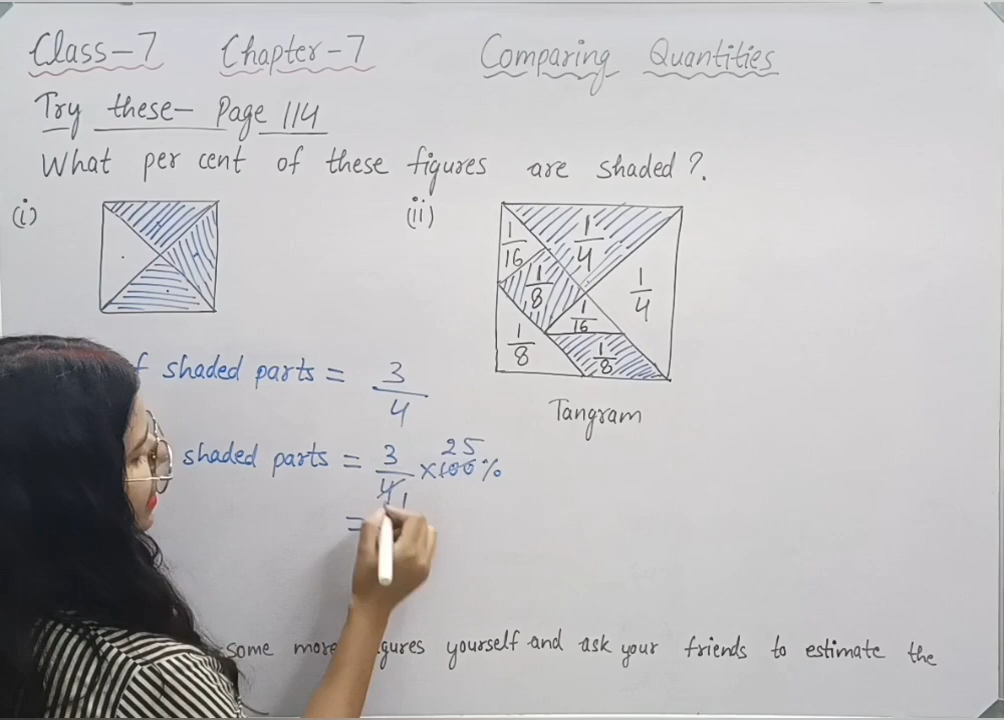 Class-7 Chapter-7 Comparing Quantities
Try these- Page 114
What per cent of these figures are shaded ?.
(i) (ii)
1/16 1/4
1/8 1/4
1/16
1/8 1/8
Tangram
shaded parts = 3/4
shaded parts = 3/4 1 ×100% 25
=
some more figures yourself and ask your friends to estimate the